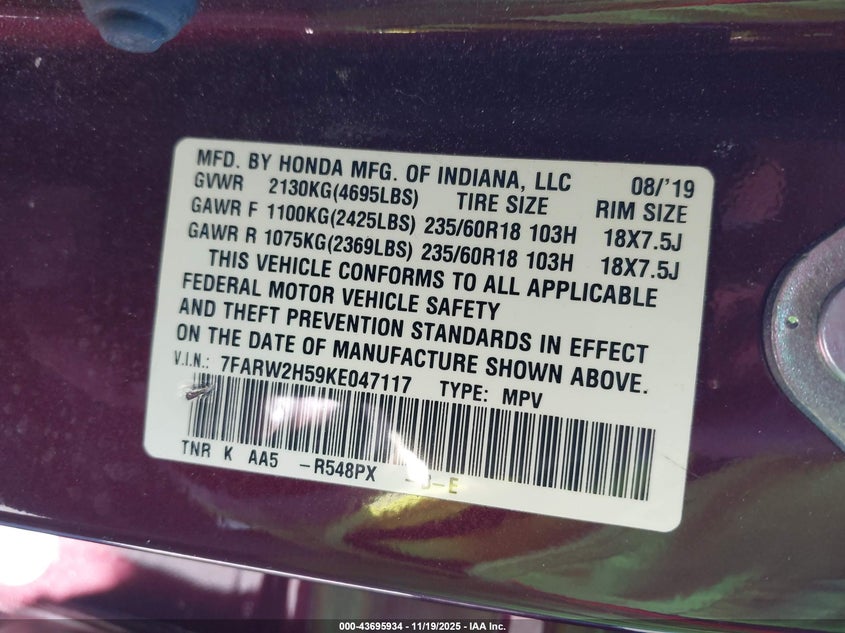 MFD. BY HONDA MFG. OF INDIANA, LLC 08/'19
GVWR 2130KG(4695LBS) TIRE SIZE RIM SIZE
GAWR F 1100KG(2425LBS) 235/60R18 103H 18X7.5J
GAWR R 1075KG(2369LBS) 235/60R18 103H 18X7.5J
THIS VEHICLE CONFORMS TO ALL APPLICABLE
FEDERAL MOTOR VEHICLE SAFETY
AND THEFT PREVENTION STANDARDS IN EFFECT
ON THE DATE OF MANUFACTURE SHOWN ABOVE.
V.I.N.: 7FARW2H59KE047117 TYPE: MPV
TNR K AA5 -R548PX -E
000-43695934 - 11/19/2025 - IAA Inc.